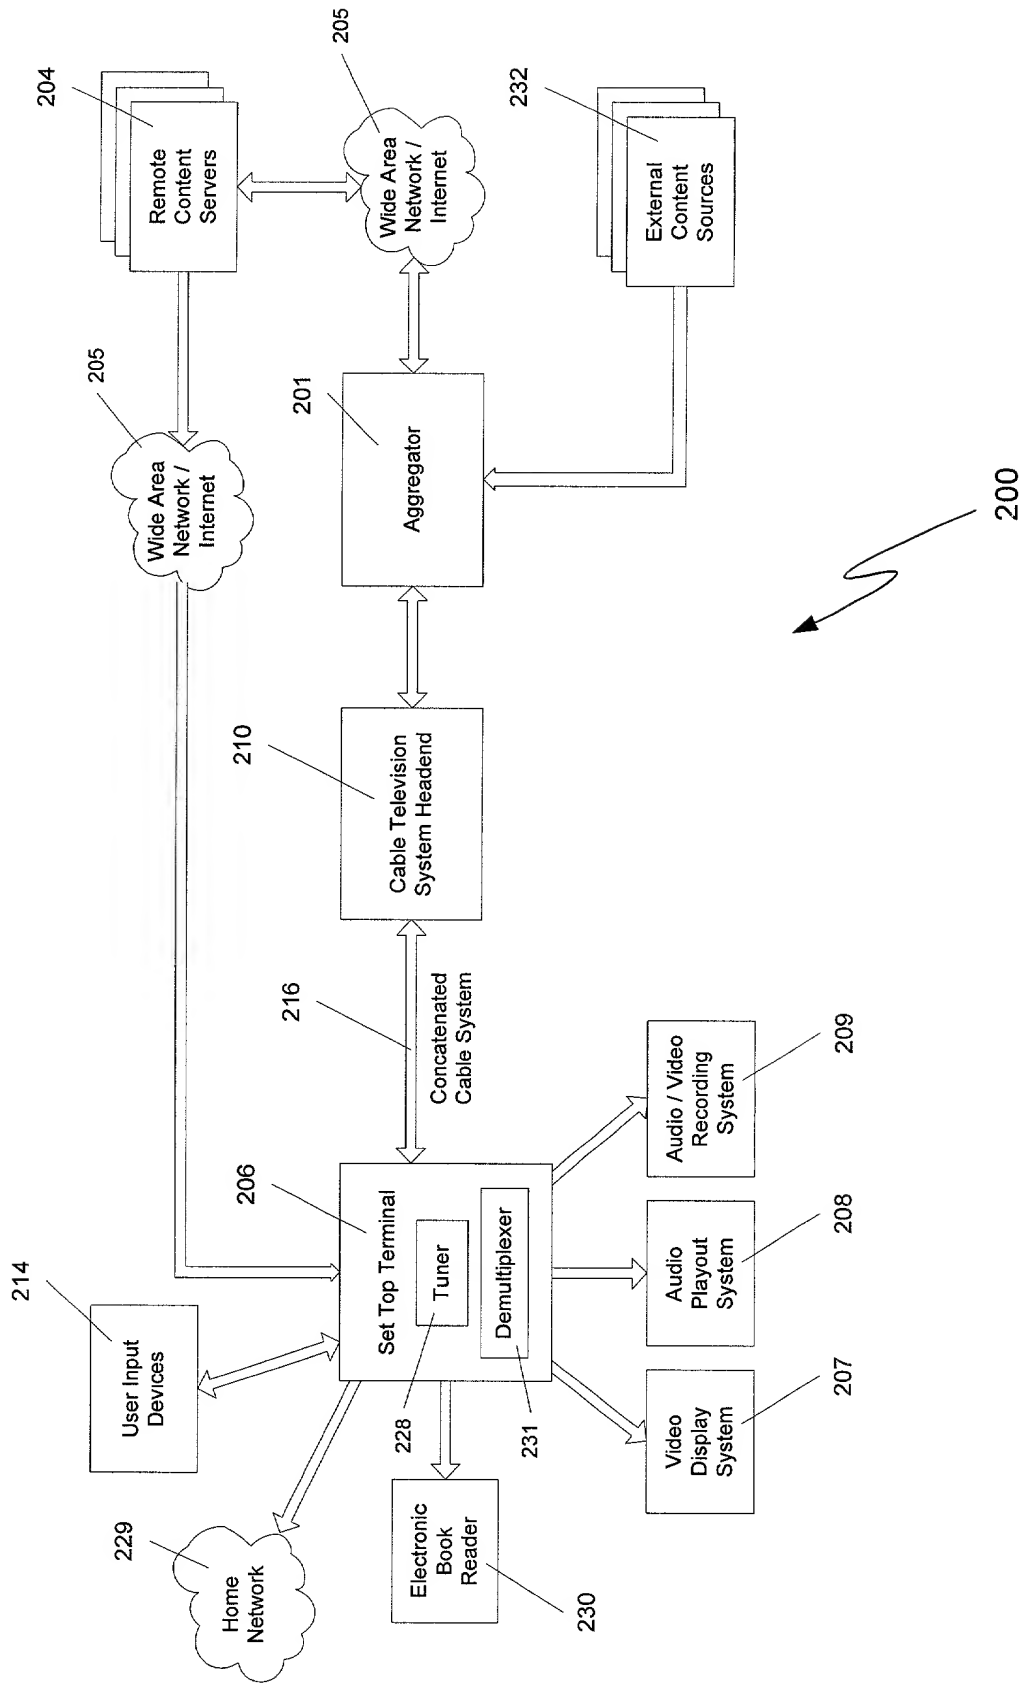 229
Home
Network
214
User Input
Devices
205
Wide Area
Network /
Internet
204
Remote
Content
Servers
205
Wide Area
Network /
Internet
230
Electronic
Book
Reader
206
Set Top Terminal
228
Tuner
231
Demultiplexer
216
Concatenated
Cable System
210
Cable Television
System Headend
201
Aggregator
232
External
Content
Sources
207
Video
Display
System
208
Audio
Playout
System
209
Audio / Video
Recording
System
200